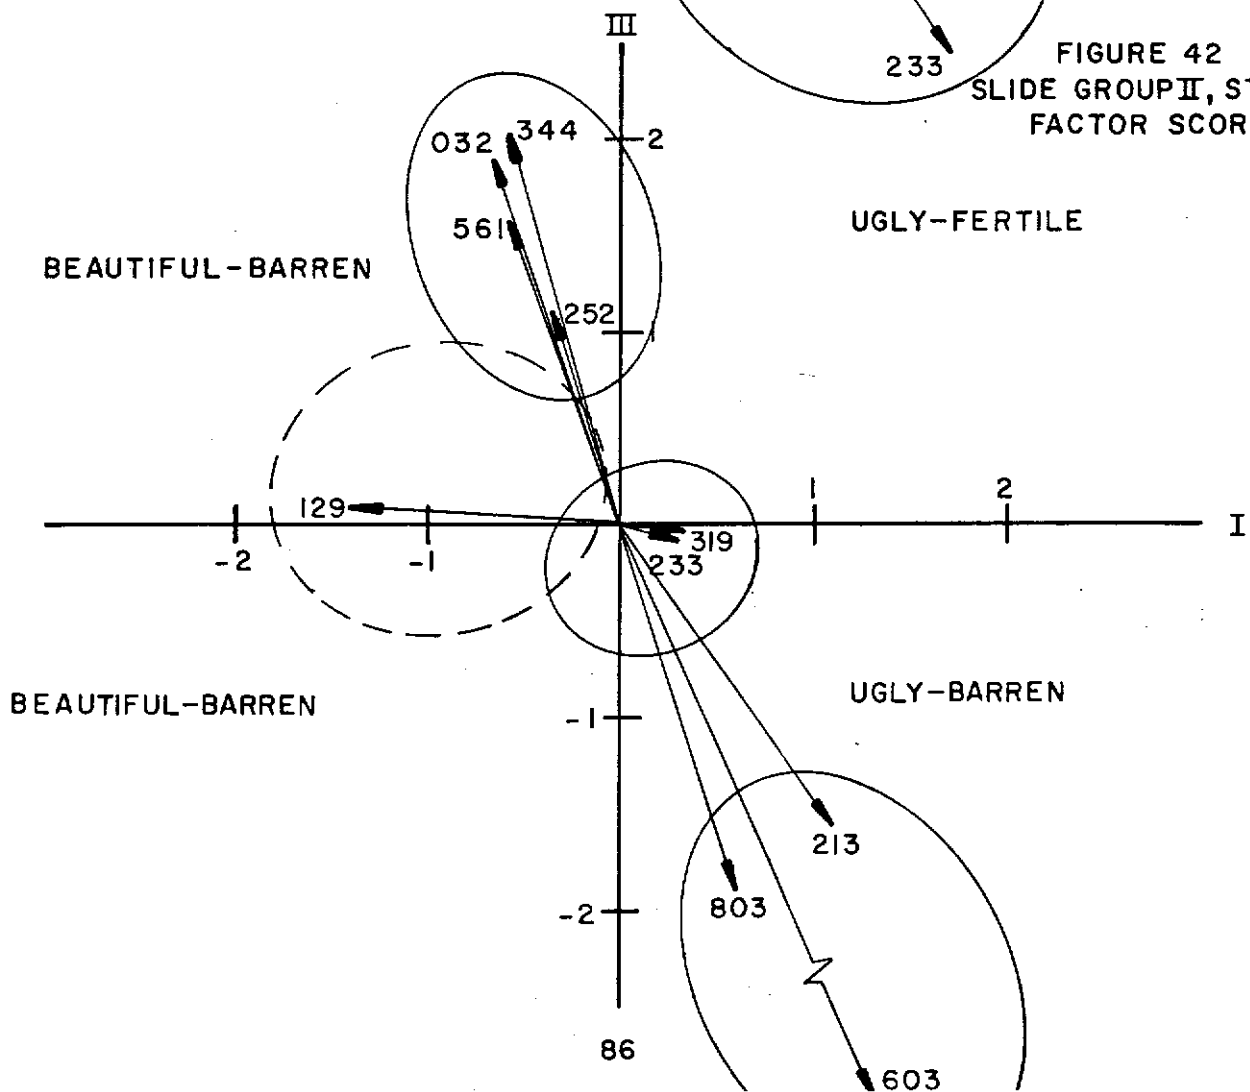 III
233
FIGURE 42
SLIDE GROUP II, ST
FACTOR SCOR
032 344
2
561
UGLY-FERTILE
BEAUTIFUL-BARREN
252
1
129
-2 -1
1 2
I
319
233
BEAUTIFUL-BARREN
UGLY-BARREN
-1
213
803
-2
86
603